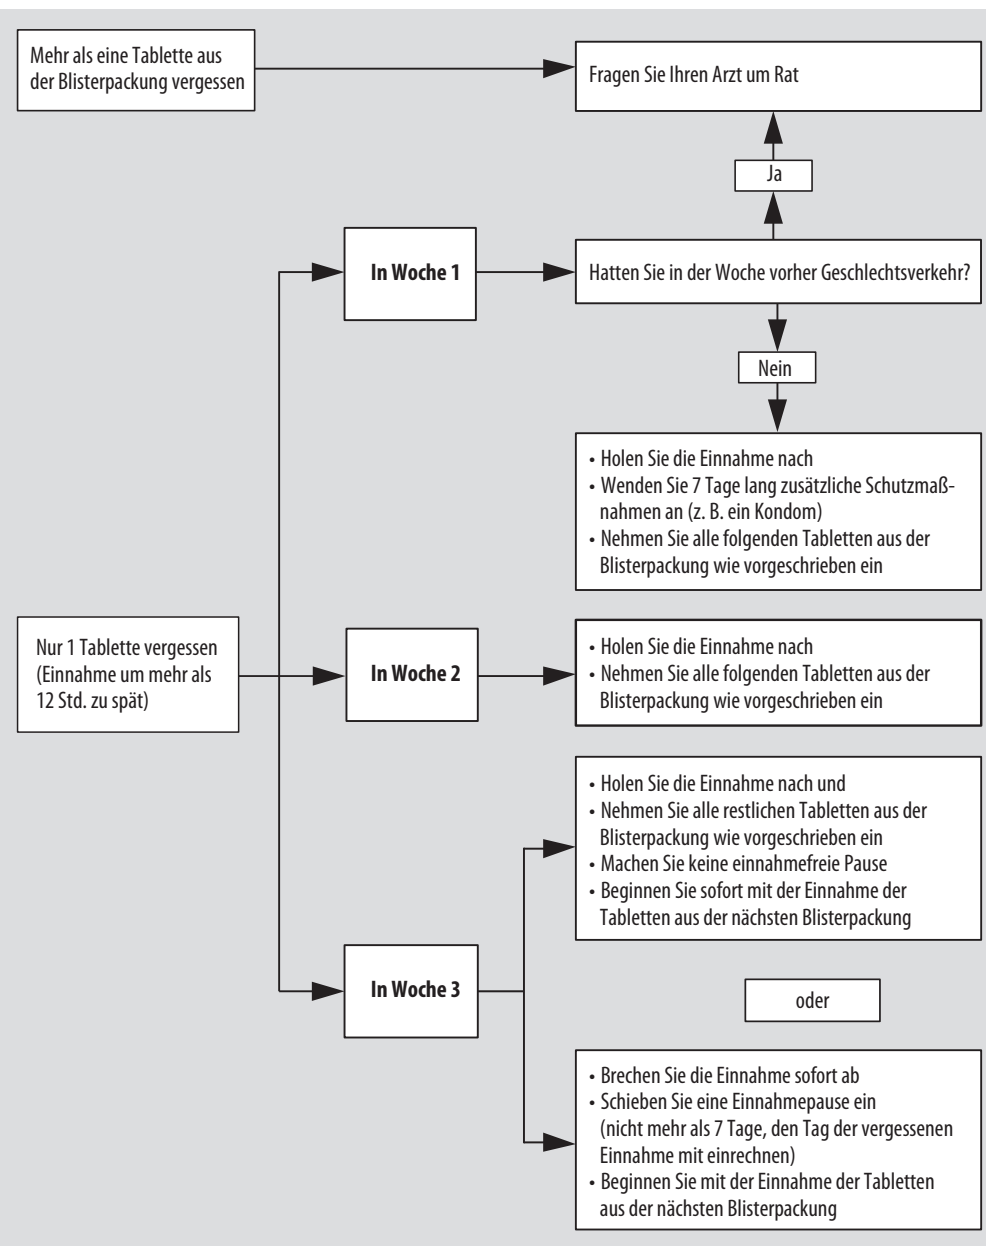 Mehr als eine Tablette aus
der Blisterpackung vergessen
Fragen Sie Ihren Arzt um Rat
Ja
In Woche 1
Hatten Sie in der Woche vorher Geschlechtsverkehr?
Nein
• Holen Sie die Einnahme nach
• Wenden Sie 7 Tage lang zusätzliche Schutzmaß-
nahmen an (z. B. ein Kondom)
• Nehmen Sie alle folgenden Tabletten aus der
Blisterpackung wie vorgeschrieben ein
Nur 1 Tablette vergessen
(Einnahme um mehr als
12 Std. zu spät)
In Woche 2
• Holen Sie die Einnahme nach
• Nehmen Sie alle folgenden Tabletten aus der
Blisterpackung wie vorgeschrieben ein
• Holen Sie die Einnahme nach und
• Nehmen Sie alle restlichen Tabletten aus der
Blisterpackung wie vorgeschrieben ein
• Machen Sie keine einnahmefreie Pause
• Beginnen Sie sofort mit der Einnahme der
Tabletten aus der nächsten Blisterpackung
In Woche 3
oder
• Brechen Sie die Einnahme sofort ab
• Schieben Sie eine Einnahmepause ein
(nicht mehr als 7 Tage, den Tag der vergessenen
Einnahme mit einrechnen)
• Beginnen Sie mit der Einnahme der Tabletten
aus der nächsten Blisterpackung